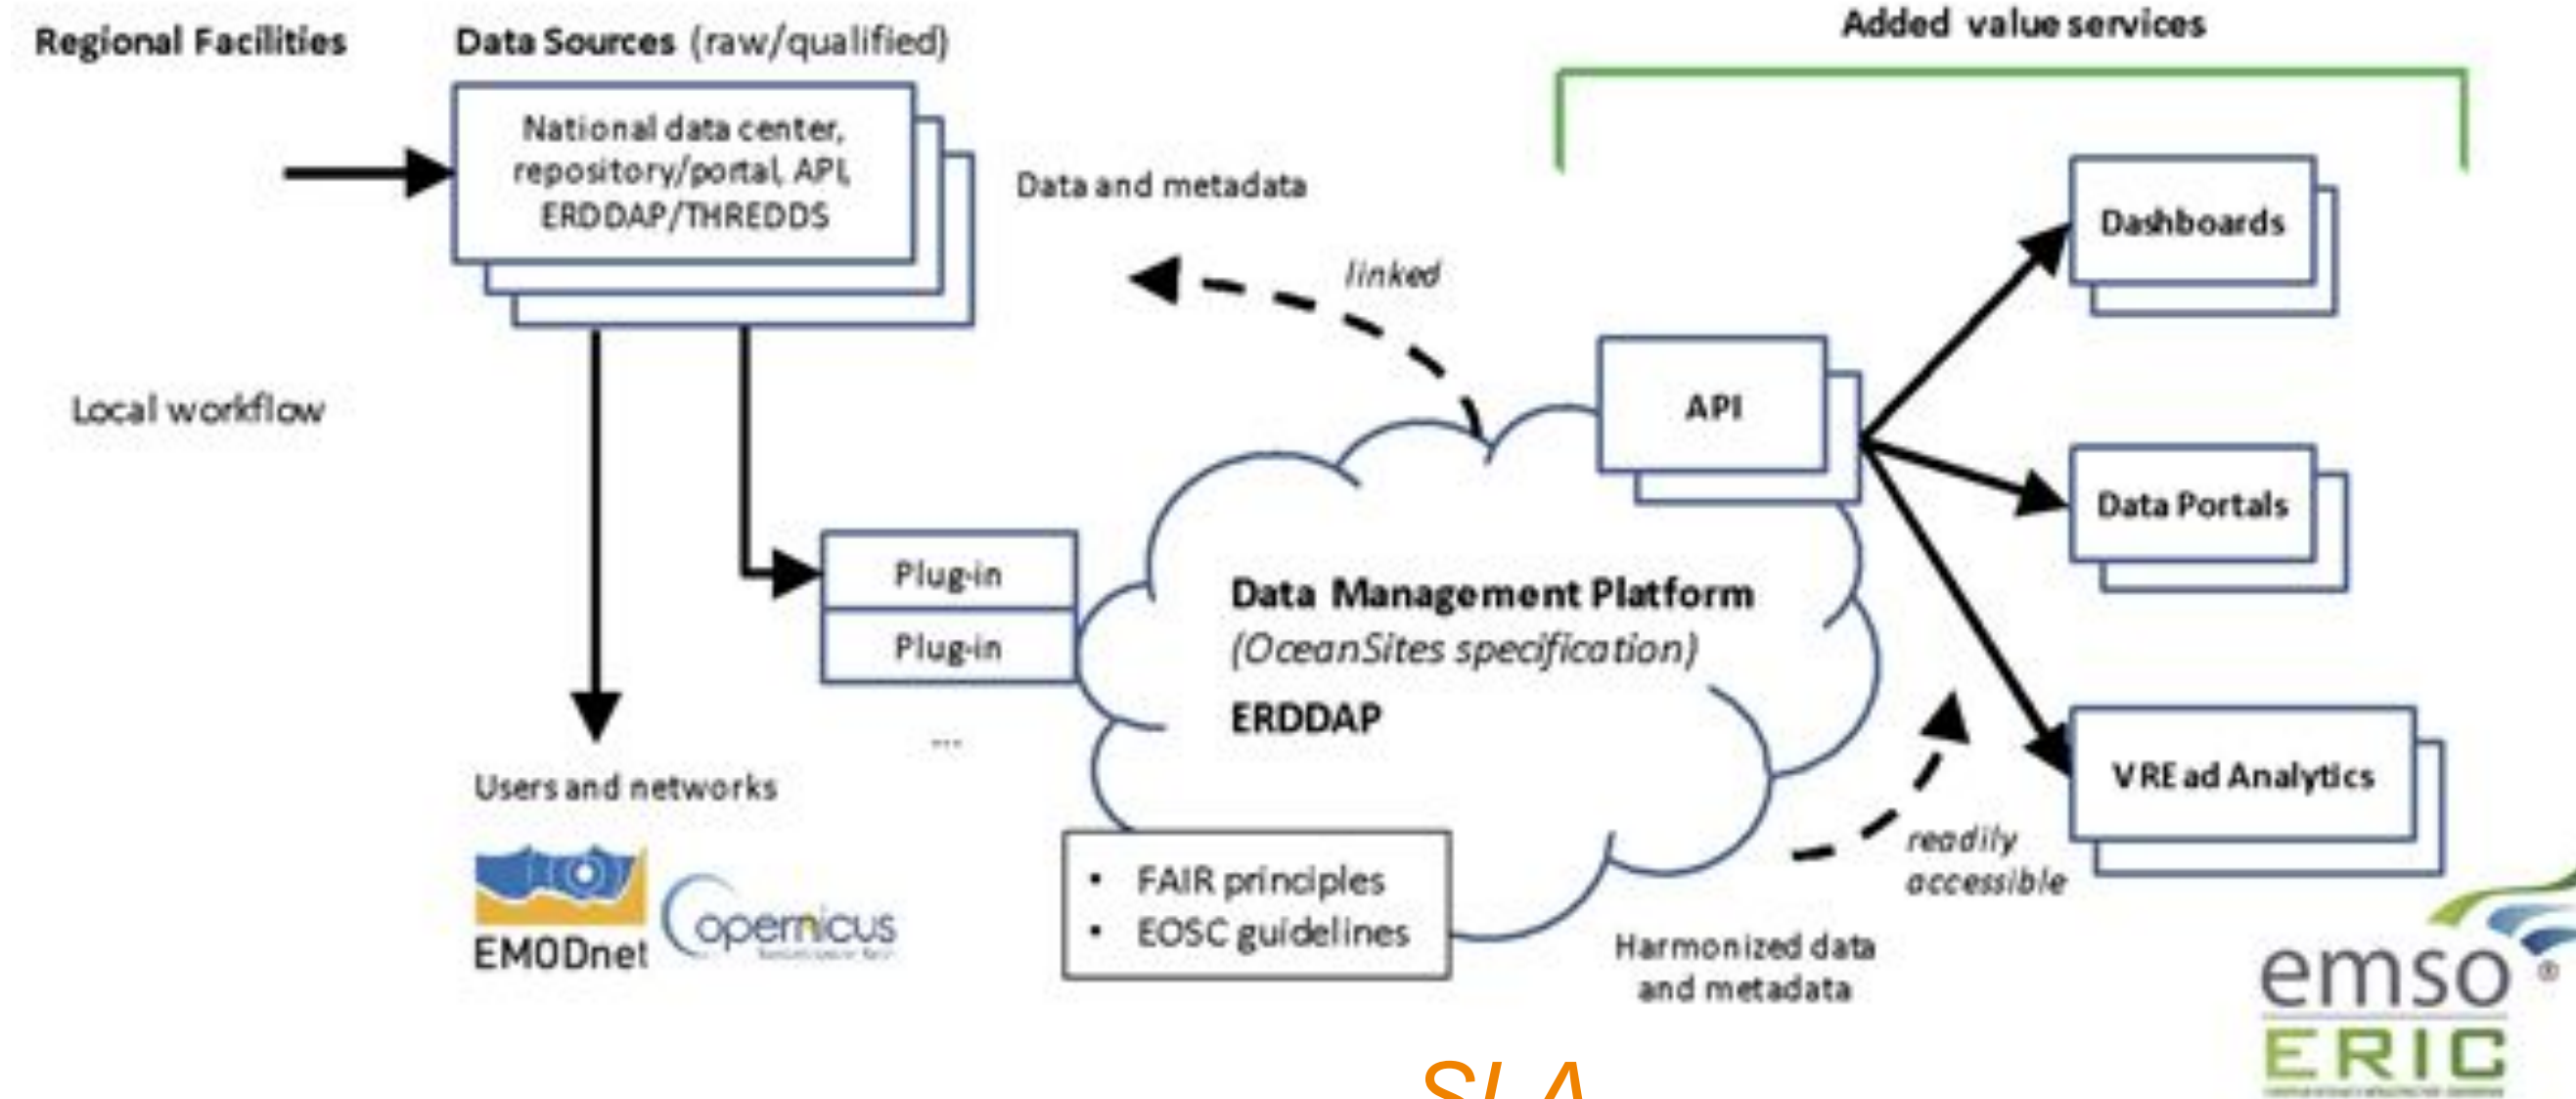 Regional Facilities
Data Sources (raw/qualified)
Added value services
National data center,
repository/portal, API,
ERDDAP/THREDDS
Data and metadata
linked
Dashboards
Local workflow
API
Data Portals
Plug-in
Plug-in
...
Data Management Platform
(OceanSites specification)
ERDDAP
VRE ad Analytics
Users and networks
EMODnet
Copernicus
• FAIR principles
• EOSC guidelines
readily
accessible
Harmonized data
and metadata
emso ®
ERIC
SLA